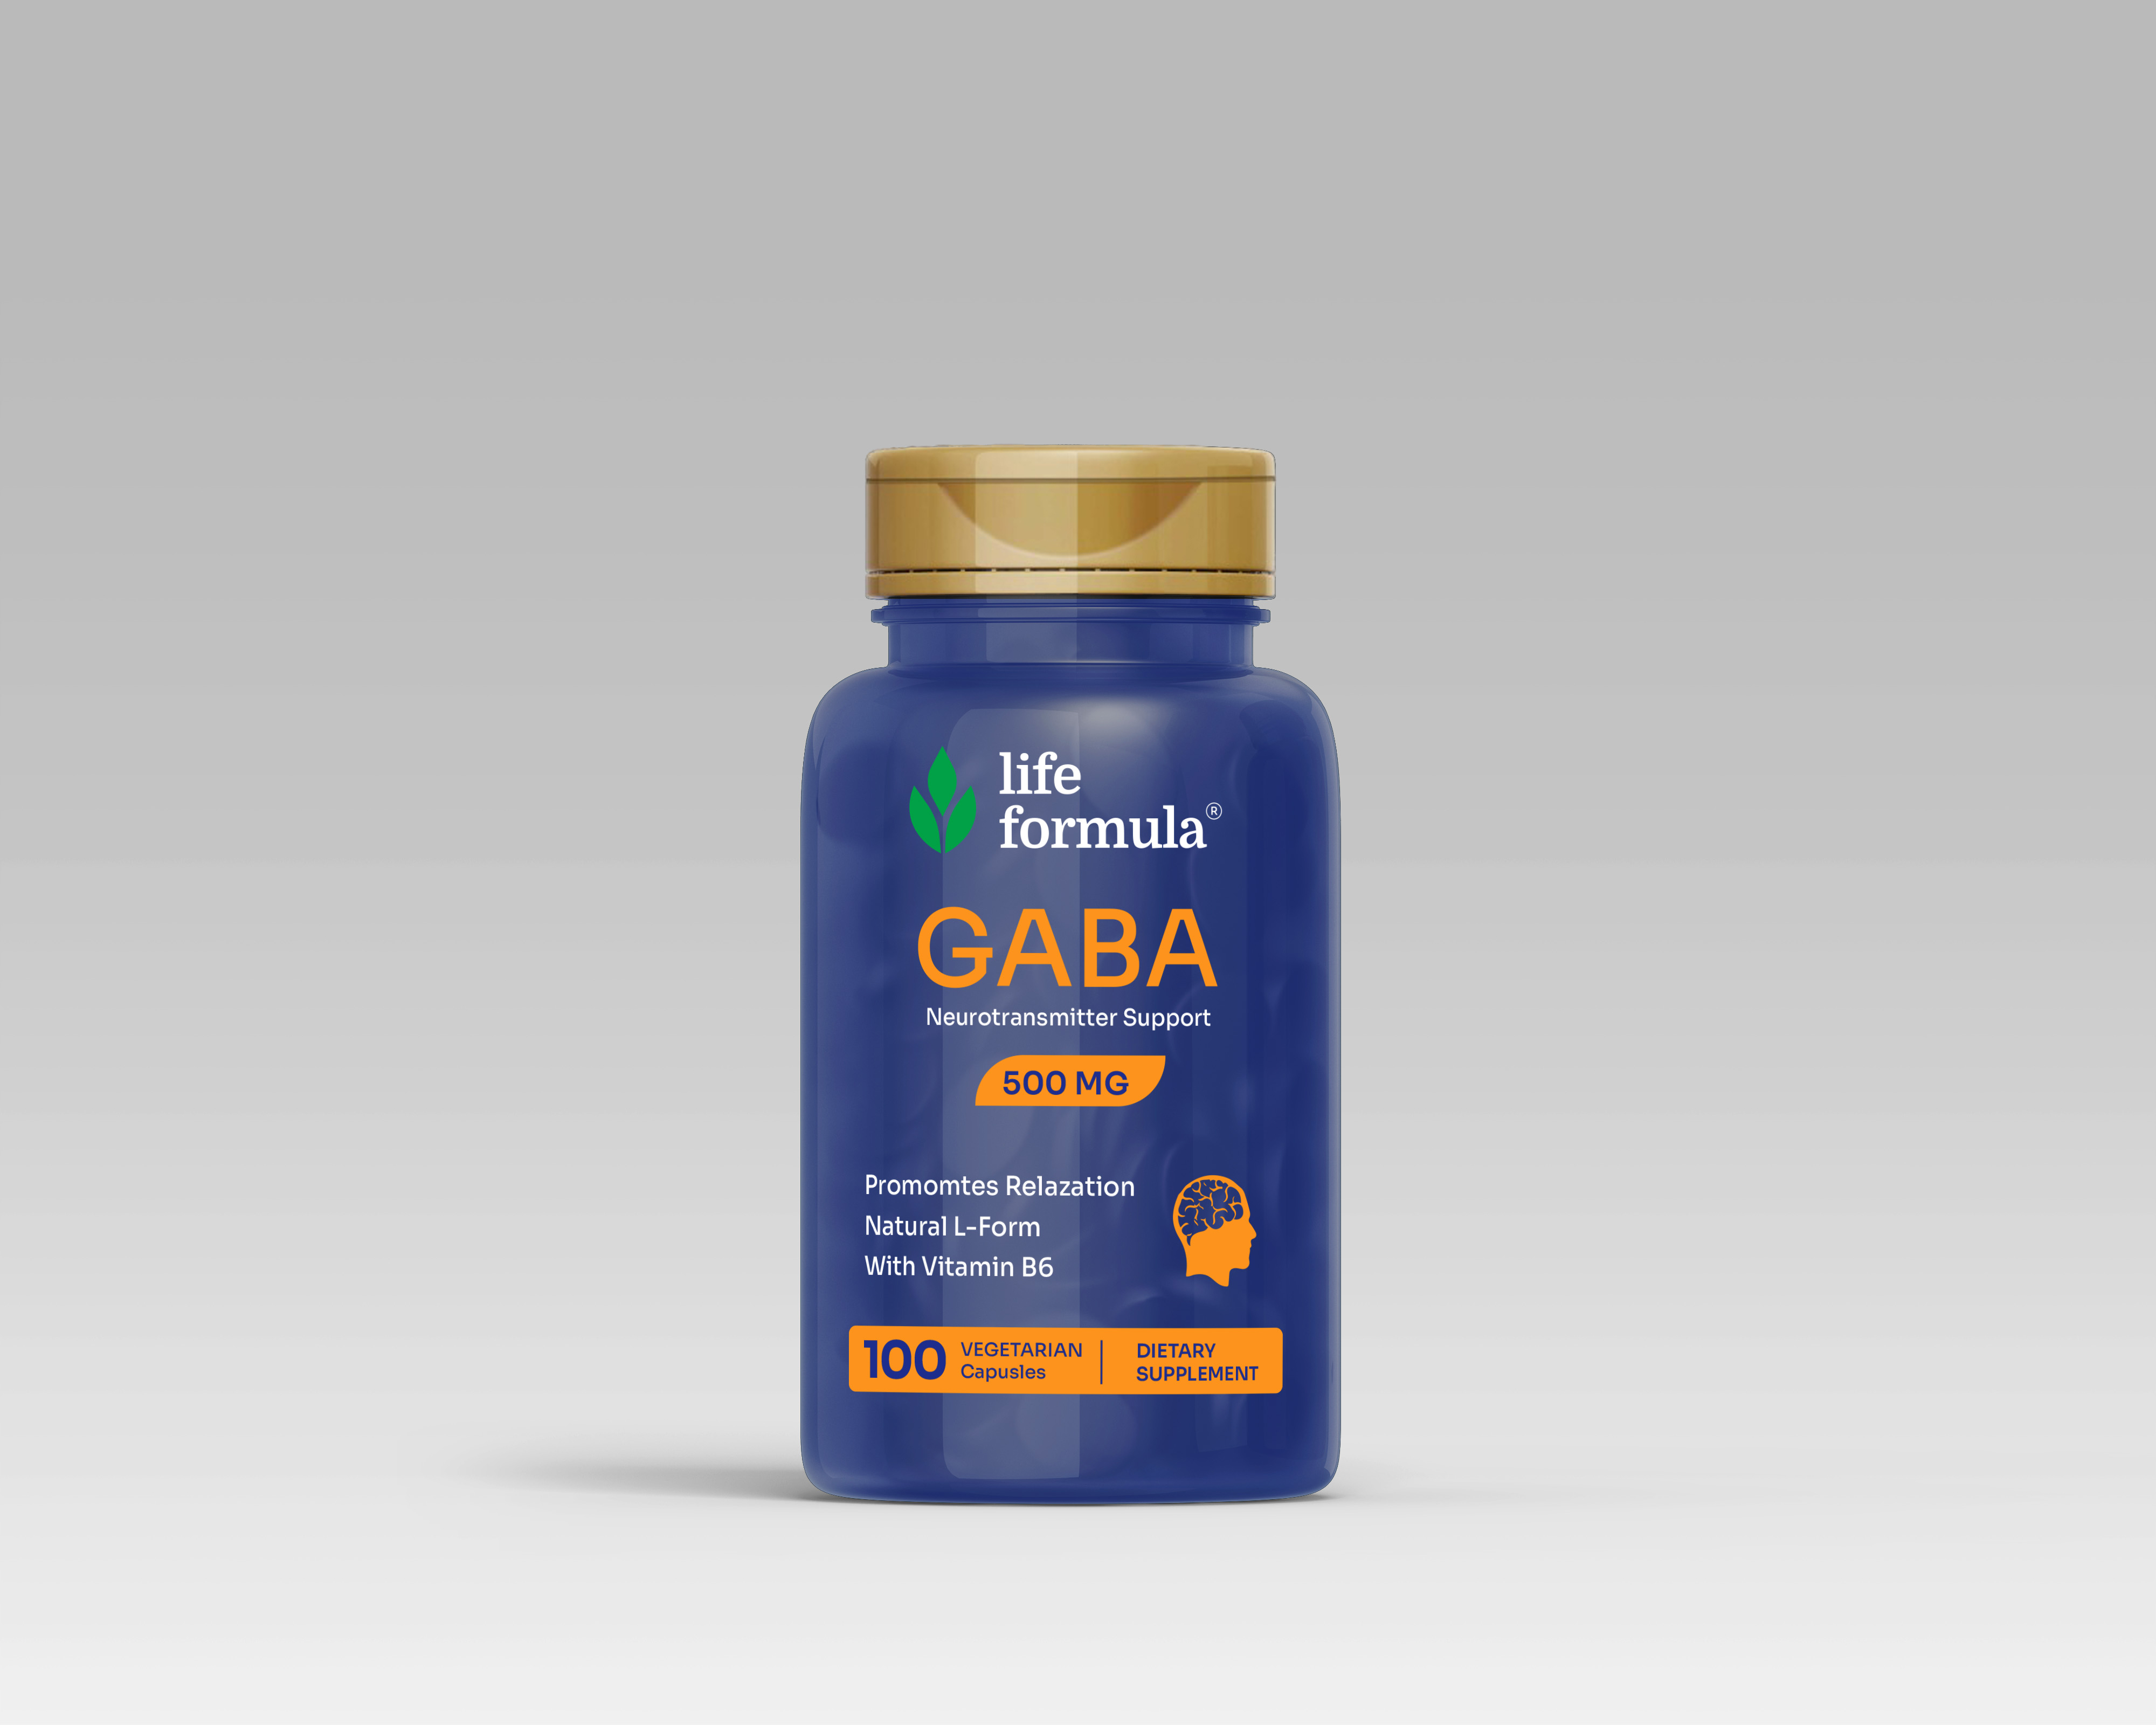 life
formula®
GABA
Neurotransmitter Support
500 MG
Promomtes Relazation
Natural L-Form
With Vitamin B6
100 VEGETARIAN Capusles | DIETARY SUPPLEMENT